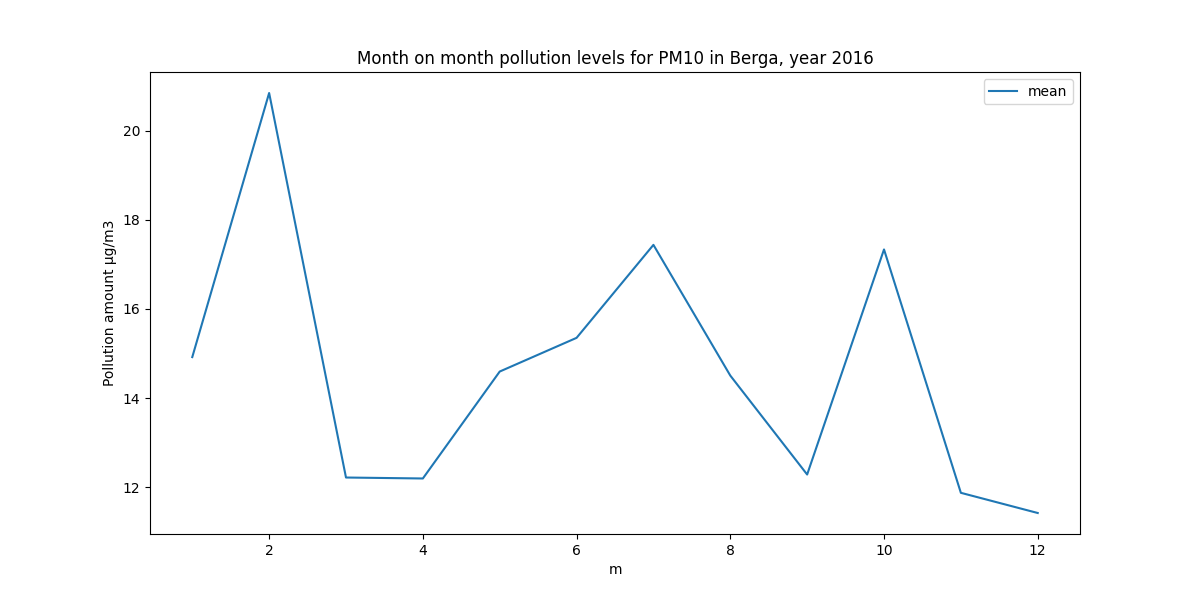 Month on month pollution levels for PM10 in Berga, year 2016
mean
Pollution amount µg/m3
20
18
16
14
12
2 4 6 8 10 12
m